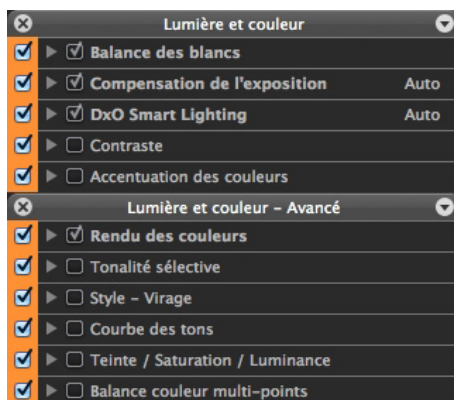 Lumière et couleur
Balance des blancs
Compensation de l'exposition Auto
DxO Smart Lighting Auto
Contraste
Accentuation des couleurs
Lumière et couleur – Avancé
Rendu des couleurs
Tonalité sélective
Style – Virage
Courbe des tons
Teinte / Saturation / Luminance
Balance couleur multi-points